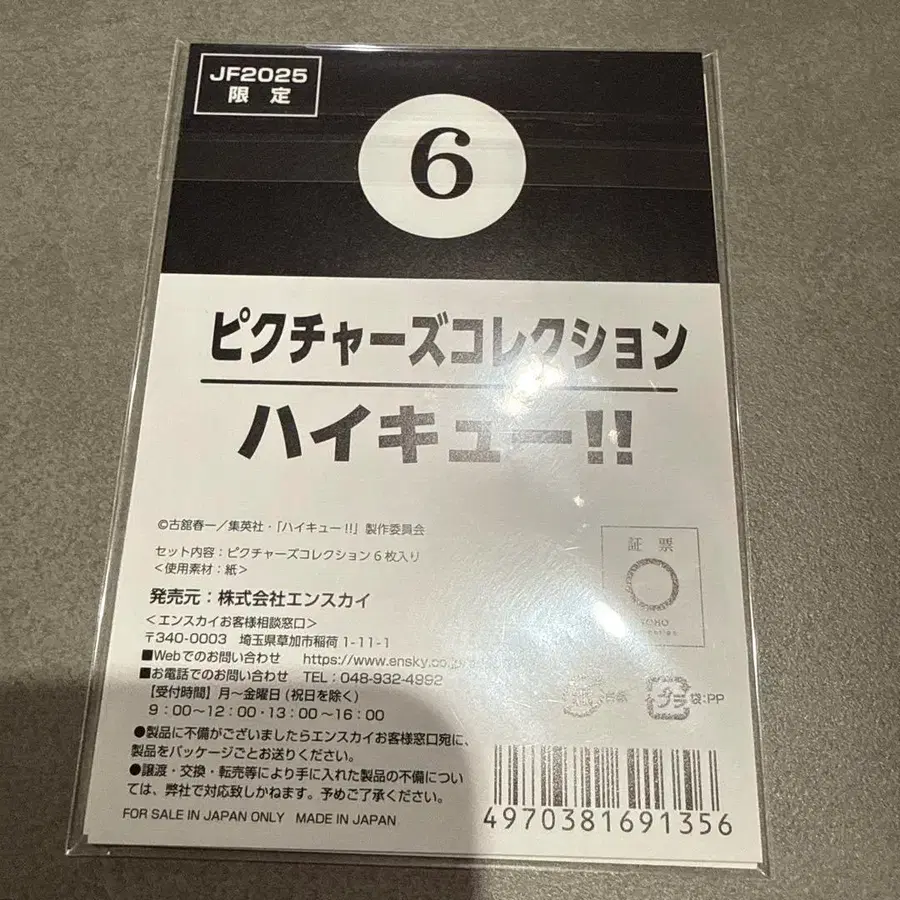 JF2025
限定
6
ピクチャーズコレクション
ハイキュー!!
©古舘春一／集英社・「ハイキュー!!」製作委員会
セット内容：ピクチャーズコレクション6枚入り
＜使用素材：紙＞
発売元：株式会社エンスカイ
＜エンスカイお客様相談窓口＞
〒340-0003 埼玉県草加市稲荷1-11-1
■Webでのお問い合わせ https://www.ensky.co.jp
■お電話でのお問い合わせ TEL：048-932-4992
【受付時間】月～金曜日(祝日を除く)
9：00～12：00・13：00～16：00
●製品に不備がございましたらエンスカイお客様窓口宛に、
製品をパッケージごとお送りください。
●譲渡・交換・転売等により手に入れた製品の不備につい
ては、弊社で対応致しかねます。予めご了承ください。
FOR SALE IN JAPAN ONLY MADE IN JAPAN
証票
TOHO
プラ
袋:PP
4970381691356